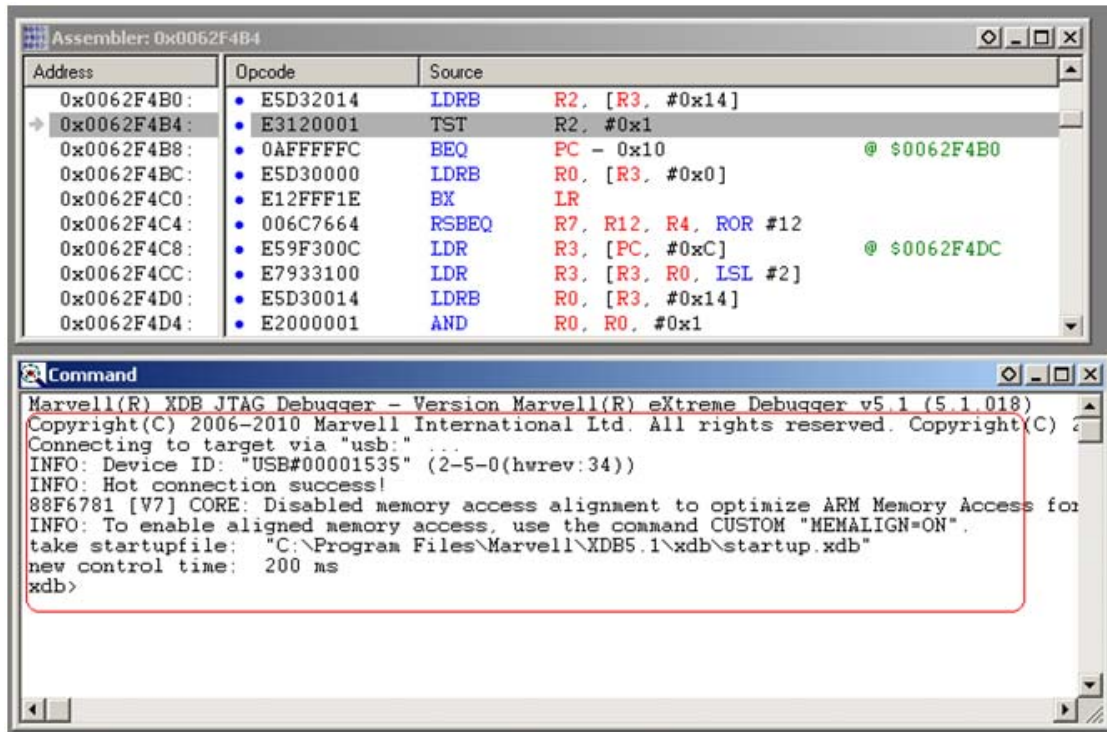 Assembler: 0x0062F4B4
Address Opcode Source
0x0062F4B0: E5D32014 LDRB R2, [R3, #0x14]
0x0062F4B4: E3120001 TST R2, #0x1
0x0062F4B8: 0AFFFFFC BEQ PC - 0x10 @ $0062F4B0
0x0062F4BC: E5D30000 LDRB R0, [R3, #0x0]
0x0062F4C0: E12FFF1E BX LR
0x0062F4C4: 006C7664 RSBEQ R7, R12, R4, ROR #12
0x0062F4C8: E59F300C LDR R3, [PC, #0xC] @ $0062F4DC
0x0062F4CC: E7933100 LDR R3, [R3, R0, LSL #2]
0x0062F4D0: E5D30014 LDRB R0, [R3, #0x14]
0x0062F4D4: E2000001 AND R0, R0, #0x1
Command
Marvell(R) XDB JTAG Debugger - Version Marvell(R) eXtreme Debugger v5.1 (5.1.018)
Copyright(C) 2006-2010 Marvell International Ltd. All rights reserved. Copyright(C)
Connecting to target via "usb:" ...
INFO: Device ID: "USB#00001535" (2-5-0(hwrev:34))
INFO: Hot connection success!
88F6781 [V7] CORE: Disabled memory access alignment to optimize ARM Memory Access for
INFO: To enable aligned memory access, use the command CUSTOM "MEMALIGN=ON".
take startupfile: "C:\Program Files\Marvell\XDB5.1\xdb\startup.xdb"
new control time: 200 ms
xdb>